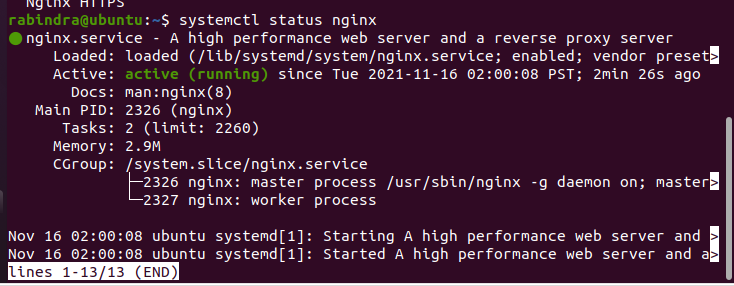 Nginx HTTPS
rabindra@ubuntu:~$ systemctl status nginx
● nginx.service - A high performance web server and a reverse proxy server
Loaded: loaded (/lib/systemd/system/nginx.service; enabled; vendor preset>
Active: active (running) since Tue 2021-11-16 02:00:08 PST; 2min 26s ago
Docs: man:nginx(8)
Main PID: 2326 (nginx)
Tasks: 2 (limit: 2260)
Memory: 2.9M
CGroup: /system.slice/nginx.service
├─2326 nginx: master process /usr/sbin/nginx -g daemon on; master>
└─2327 nginx: worker process
Nov 16 02:00:08 ubuntu systemd[1]: Starting A high performance web server and >
Nov 16 02:00:08 ubuntu systemd[1]: Started A high performance web server and a>
lines 1-13/13 (END)